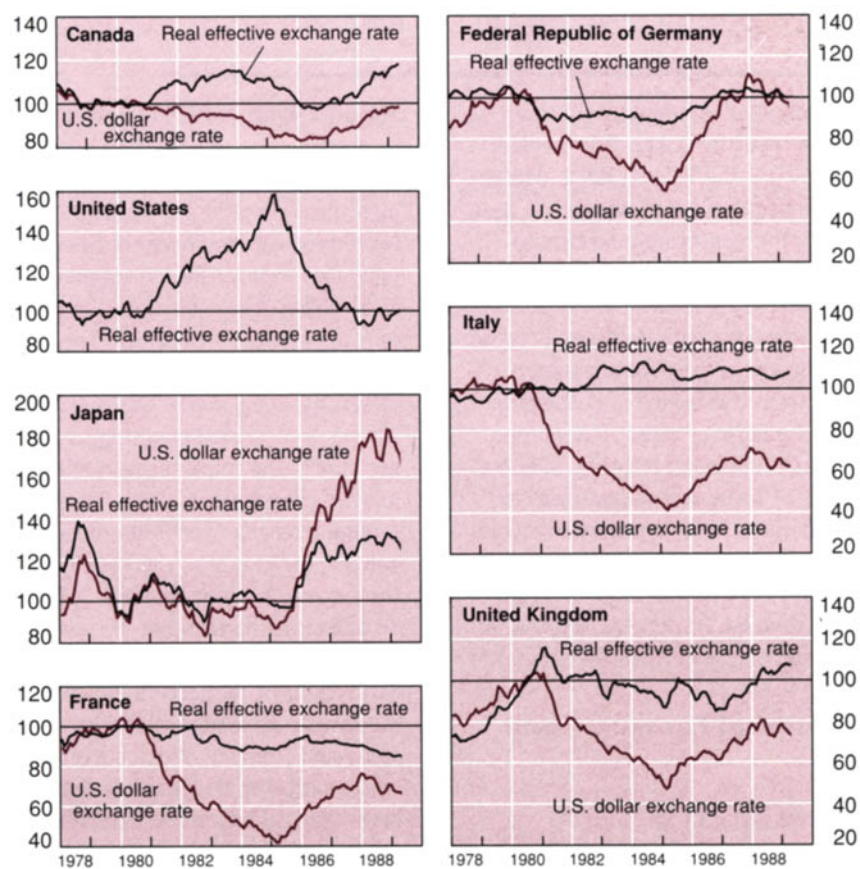 140
Canada
Real effective exchange rate
120
100
U.S. dollar
exchange rate
80
160
United States
140
120
100
Real effective exchange rate
80
200
Japan
180
U.S. dollar exchange rate
160
Real effective exchange rate
140
120
100
80
120
France
Real effective exchange rate
100
80
U.S. dollar
exchange rate
60
40
1978 1980 1982 1984 1986 1988
Federal Republic of Germany
140
Real effective exchange rate
120
100
80
60
U.S. dollar exchange rate
40
20
Italy
140
Real effective exchange rate
120
100
80
60
U.S. dollar exchange rate
40
20
United Kingdom
140
Real effective exchange rate
120
100
80
60
U.S. dollar exchange rate
40
20
1978 1980 1982 1984 1986 1988